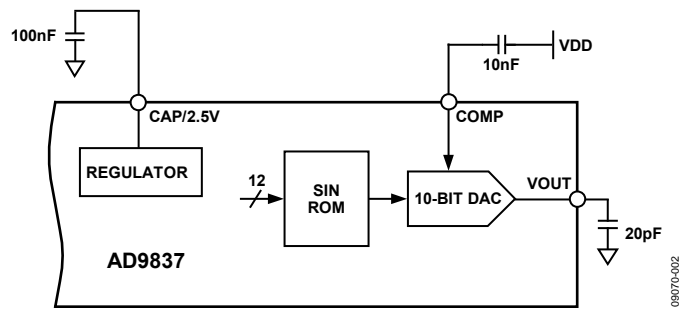 100nF
VDD
10nF
CAP/2.5V
COMP
REGULATOR
12
SIN
ROM
10-BIT DAC
VOUT
20pF
AD9837
09070-002